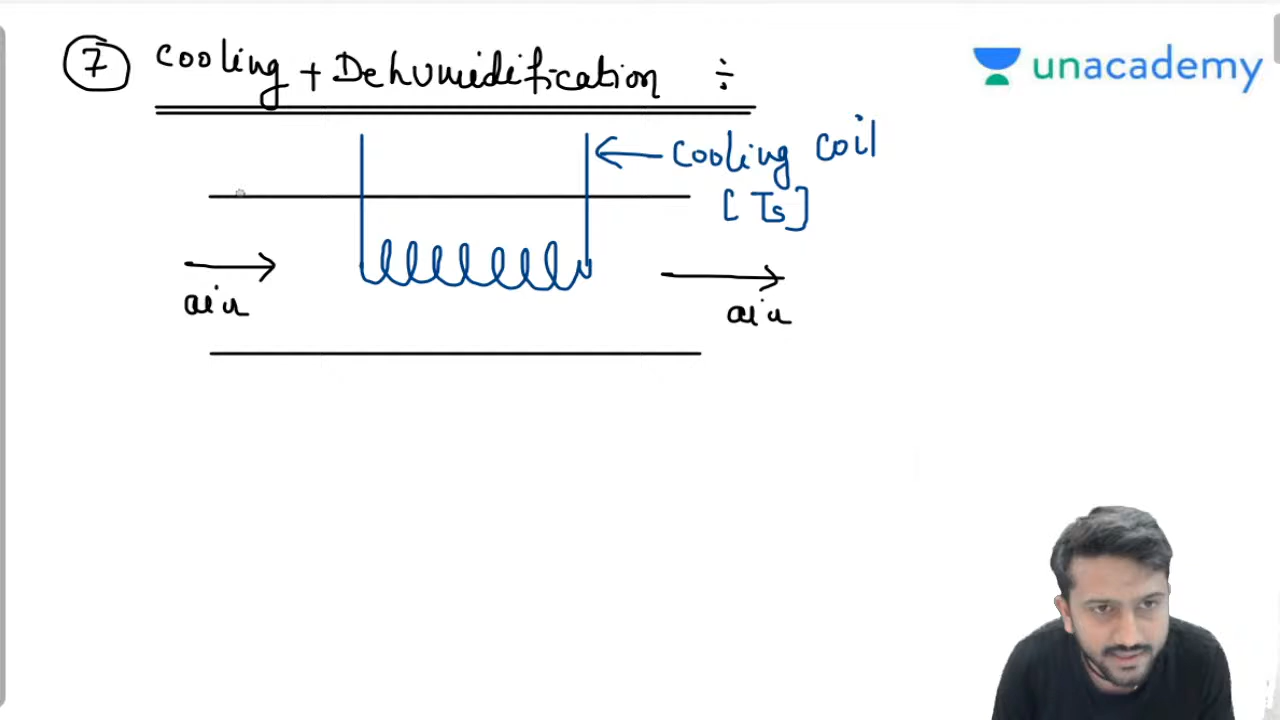 7 Cooling + Dehumidification ÷
unacademy
cooling coil
[Ts]
air
air